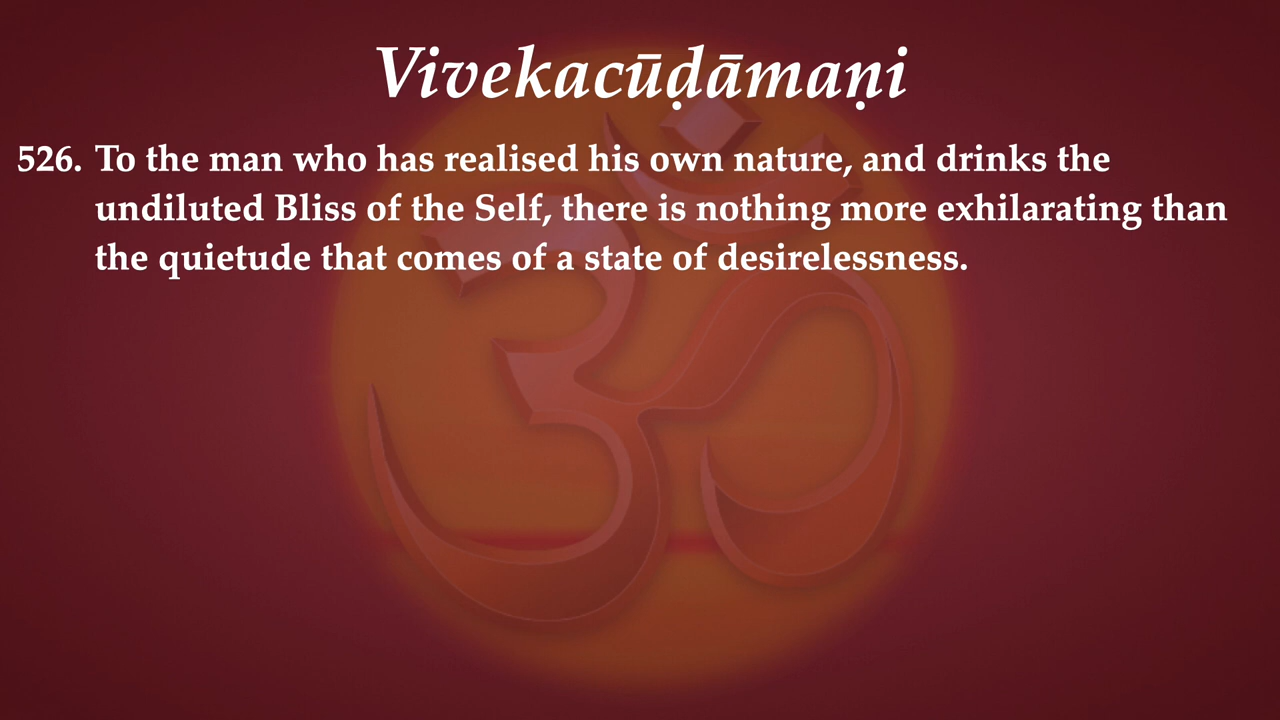 Vivekacūḍāmaṇi
526. To the man who has realised his own nature, and drinks the
undiluted Bliss of the Self, there is nothing more exhilarating than
the quietude that comes of a state of desirelessness.